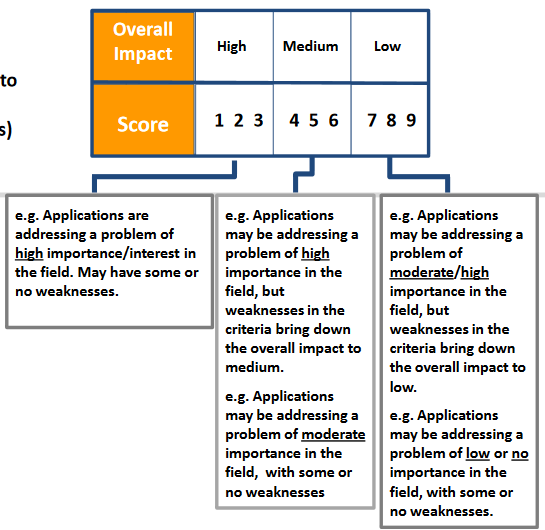 Overall
Impact
High
Medium
Low
to
s)
Score
1 2 3
4 5 6
7 8 9
e.g. Applications are
addressing a problem of
high importance/interest in
the field. May have some or
no weaknesses.
e.g. Applications
may be addressing a
problem of high
importance in the
field, but
weaknesses in the
criteria bring down
the overall impact to
medium.
e.g. Applications
may be addressing a
problem of moderate
importance in the
field,  with some or
no weaknesses
e.g. Applications
may be addressing a
problem of
moderate/high
importance in the
field, but
weaknesses in the
criteria bring down
the overall impact to
low.
e.g. Applications
may be addressing a
problem of low or no
importance in the
field, with some or
no weaknesses.